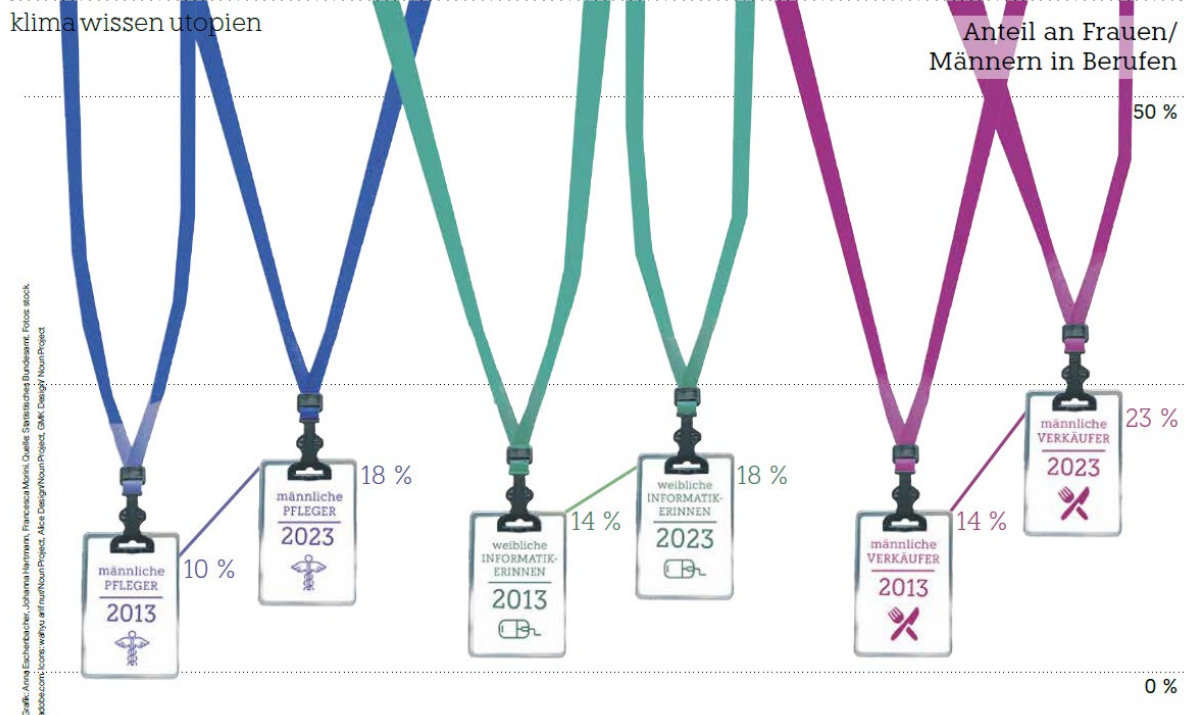 klima wissen utopien
Anteil an Frauen/
Männern in Berufen
50 %
männliche
PFLEGER
2013
10 %
männliche
PFLEGER
2023
18 %
weibliche
INFORMATIK-
ERINNEN
2013
14 %
weibliche
INFORMATIK-
ERINNEN
2023
18 %
männliche
VERKÄUFER
2013
14 %
männliche
VERKÄUFER
2023
23 %
0 %
Grafik: Anna Eschenbacher, Johanna Hartmann, Francesca Morini. Quelle: Statistisches Bundesamt. Fotos: stock.
adobe.com. Icons: wahyu arif nur/Noun Project, Alice Design/Noun Project, GMK Design/ Noun Project